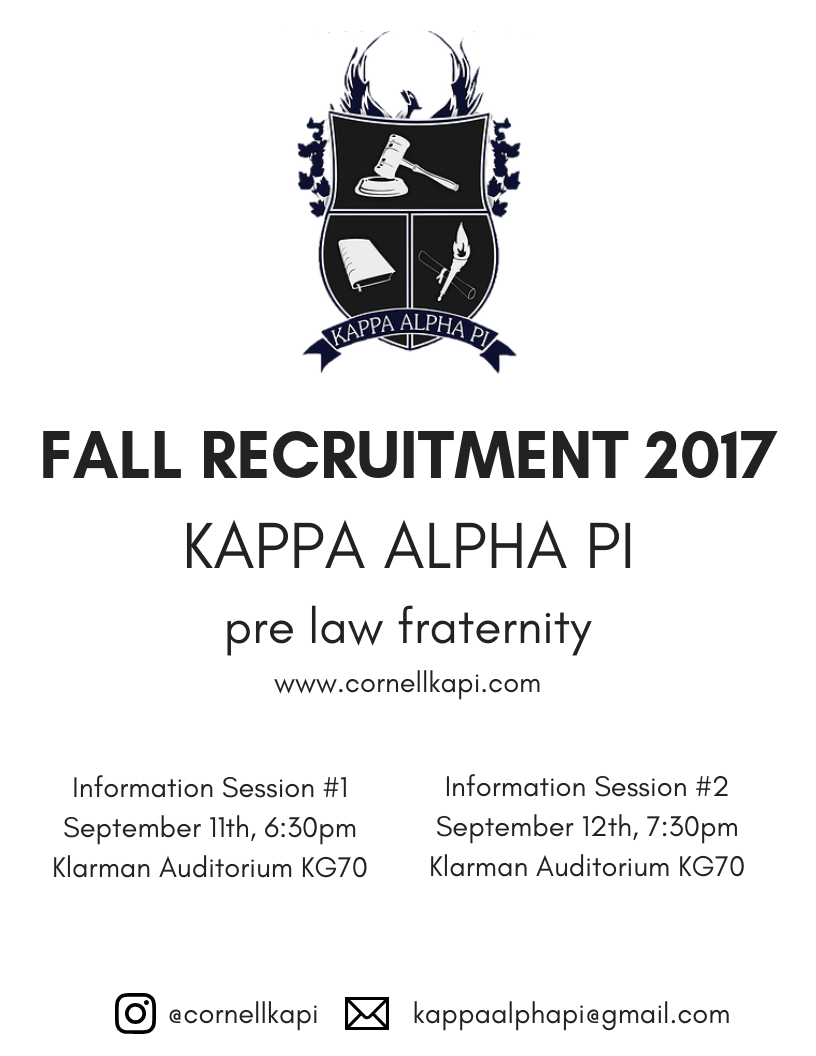 KAPPA ALPHA PI
FALL RECRUITMENT 2017
KAPPA ALPHA PI
pre law fraternity
www.cornellkapi.com
Information Session #1
September 11th, 6:30pm
Klarman Auditorium KG70
Information Session #2
September 12th, 7:30pm
Klarman Auditorium KG70
@cornellkapi
kappaalphapi@gmail.com